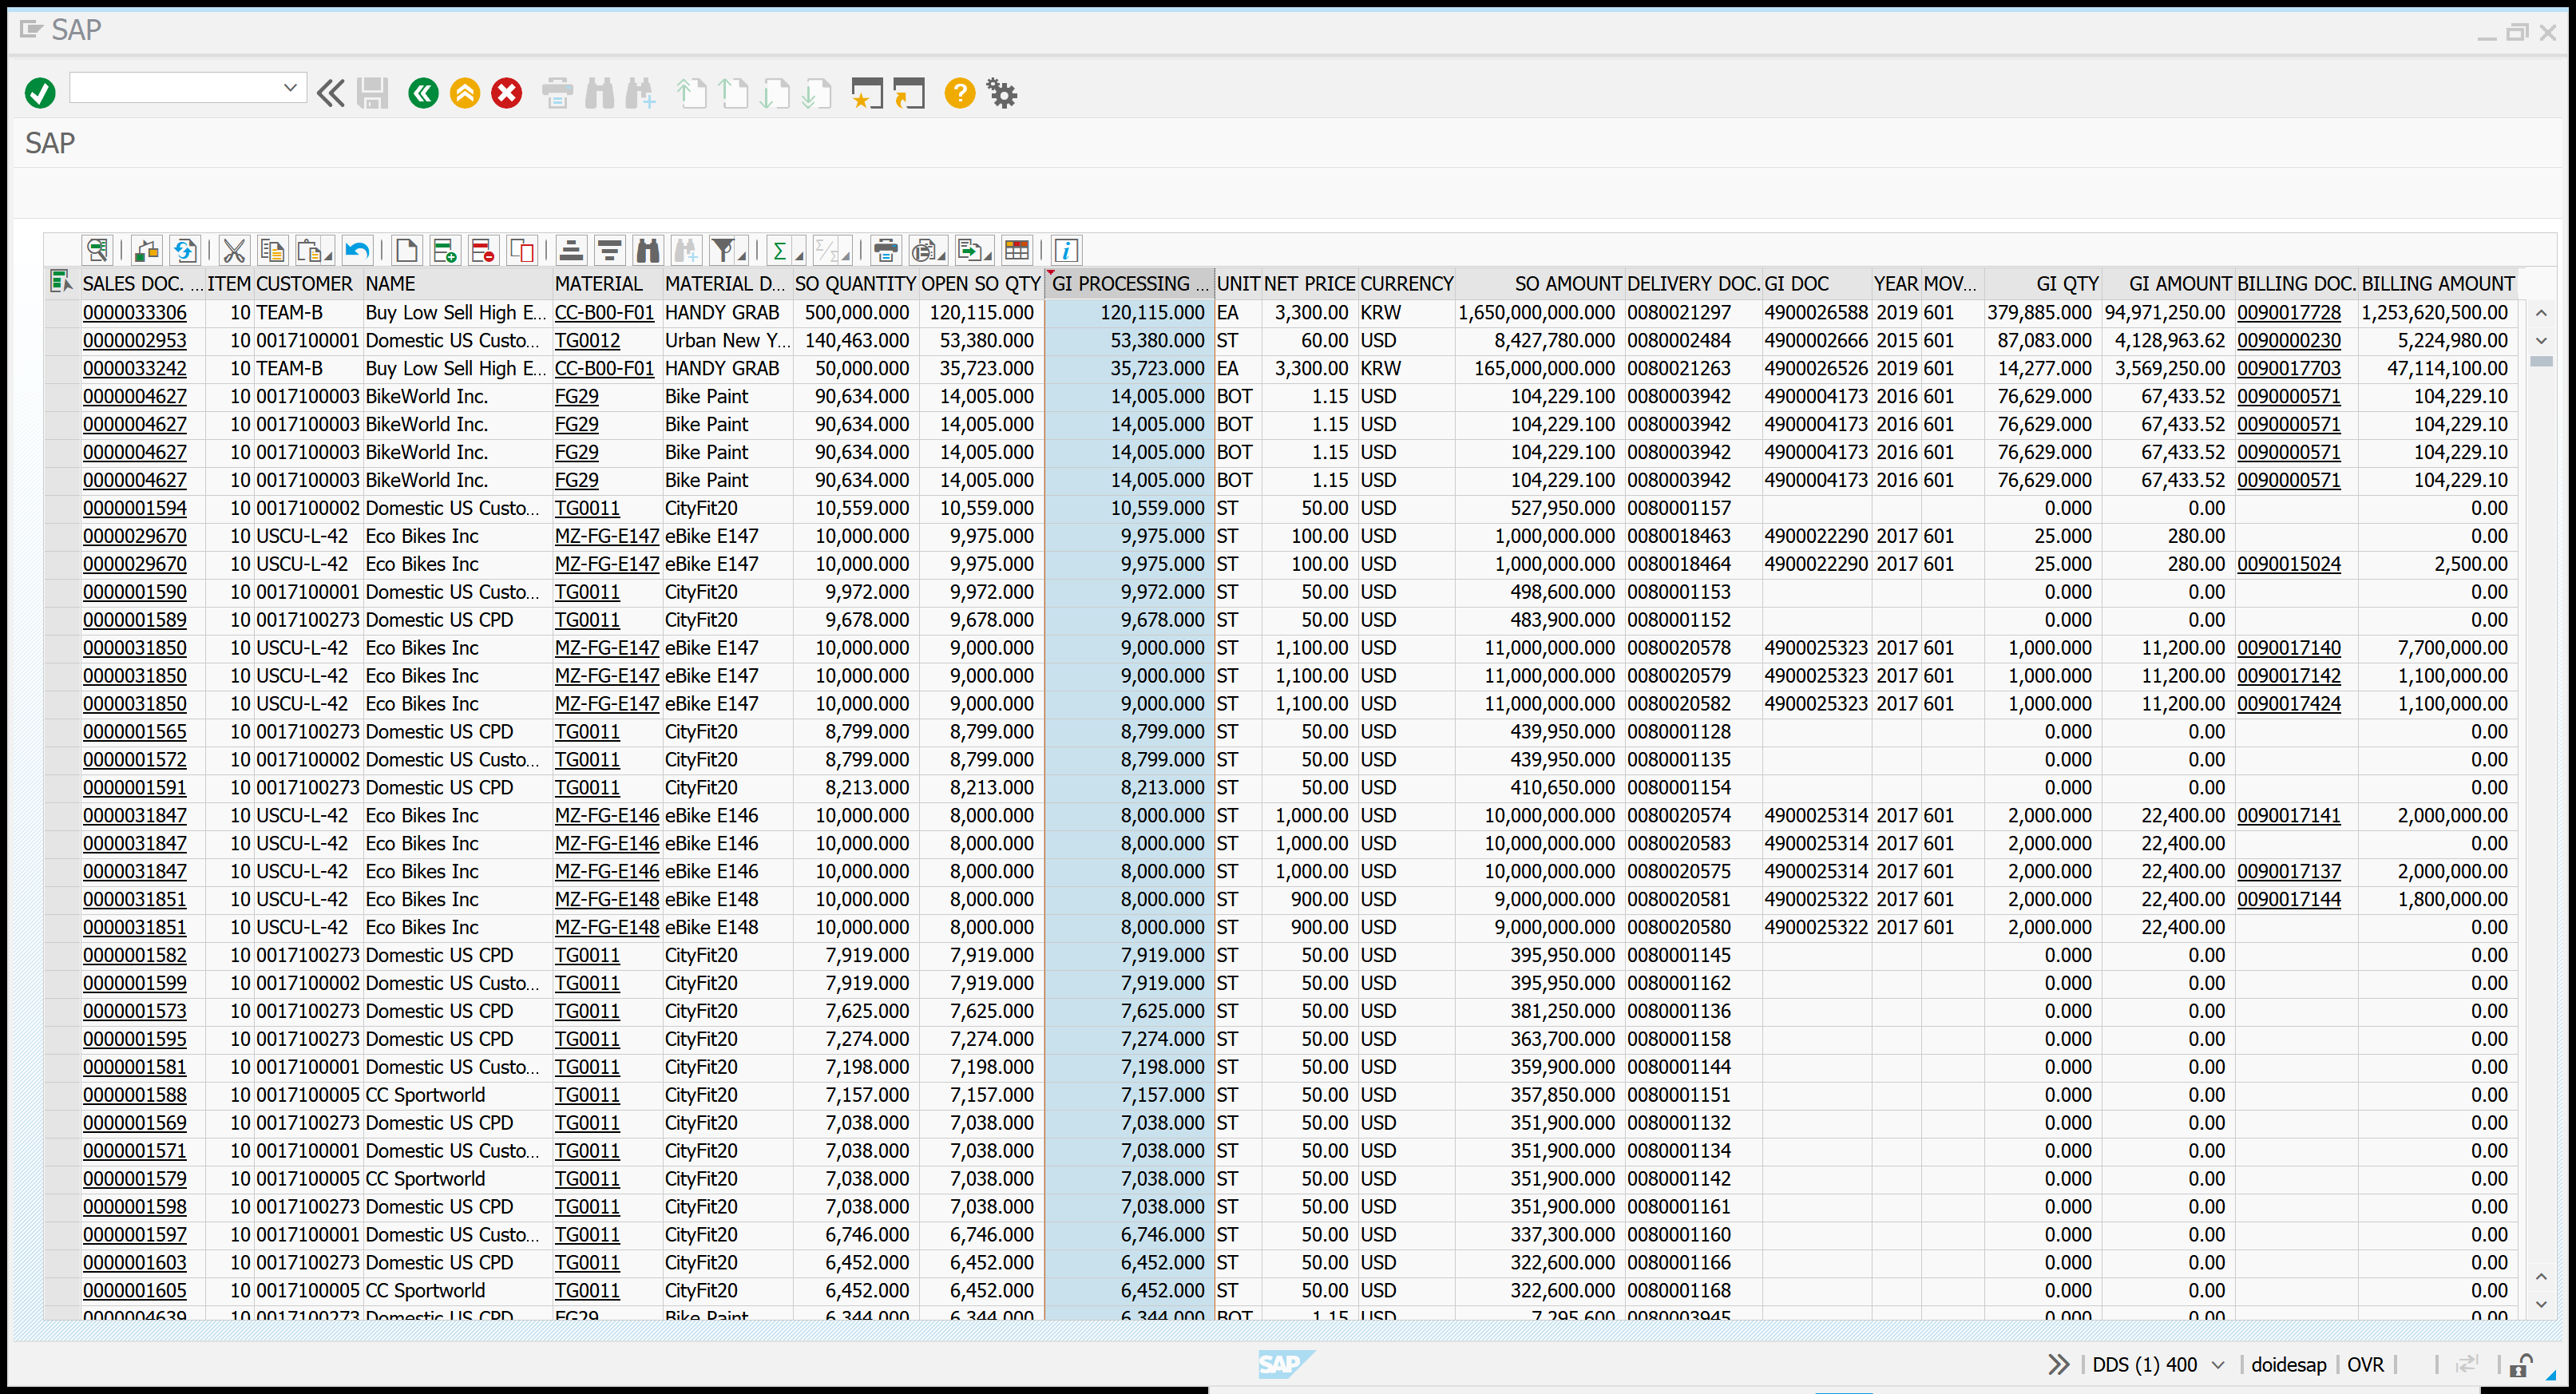 SAP
SAP
SALES DOC. ... ITEM CUSTOMER NAME MATERIAL MATERIAL D... SO QUANTITY OPEN SO QTY GI PROCESSING ... UNIT NET PRICE CURRENCY SO AMOUNT DELIVERY DOC. GI DOC YEAR MOV... GI QTY GI AMOUNT BILLING DOC. BILLING AMOUNT
0000033306 10 TEAM-B Buy Low Sell High E... CC-B00-F01 HANDY GRAB 500,000.000 120,115.000 120,115.000 EA 3,300.00 KRW 1,650,000,000.000 0080021297 4900026588 2019 601 379,885.000 94,971,250.00 0090017728 1,253,620,500.00
0000002953 10 0017100001 Domestic US Custo... TG0012 Urban New Y... 140,463.000 53,380.000 53,380.000 ST 60.00 USD 8,427,780.000 0080002484 4900002666 2015 601 87,083.000 4,128,963.62 0090000230 5,224,980.00
0000033242 10 TEAM-B Buy Low Sell High E... CC-B00-F01 HANDY GRAB 50,000.000 35,723.000 35,723.000 EA 3,300.00 KRW 165,000,000.000 0080021263 4900026526 2019 601 14,277.000 3,569,250.00 0090017703 47,114,100.00
0000004627 10 0017100003 BikeWorld Inc. FG29 Bike Paint 90,634.000 14,005.000 14,005.000 BOT 1.15 USD 104,229.100 0080003942 4900004173 2016 601 76,629.000 67,433.52 0090000571 104,229.10
0000004627 10 0017100003 BikeWorld Inc. FG29 Bike Paint 90,634.000 14,005.000 14,005.000 BOT 1.15 USD 104,229.100 0080003942 4900004173 2016 601 76,629.000 67,433.52 0090000571 104,229.10
0000004627 10 0017100003 BikeWorld Inc. FG29 Bike Paint 90,634.000 14,005.000 14,005.000 BOT 1.15 USD 104,229.100 0080003942 4900004173 2016 601 76,629.000 67,433.52 0090000571 104,229.10
0000004627 10 0017100003 BikeWorld Inc. FG29 Bike Paint 90,634.000 14,005.000 14,005.000 BOT 1.15 USD 104,229.100 0080003942 4900004173 2016 601 76,629.000 67,433.52 0090000571 104,229.10
0000001594 10 0017100002 Domestic US Custo... TG0011 CityFit20 10,559.000 10,559.000 10,559.000 ST 50.00 USD 527,950.000 0080001157 0.000 0.00 0.00
0000029670 10 USCU-L-42 Eco Bikes Inc MZ-FG-E147 eBike E147 10,000.000 9,975.000 9,975.000 ST 100.00 USD 1,000,000.000 0080018463 4900022290 2017 601 25.000 280.00 0.00
0000029670 10 USCU-L-42 Eco Bikes Inc MZ-FG-E147 eBike E147 10,000.000 9,975.000 9,975.000 ST 100.00 USD 1,000,000.000 0080018464 4900022290 2017 601 25.000 280.00 0090015024 2,500.00
0000001590 10 0017100001 Domestic US Custo... TG0011 CityFit20 9,972.000 9,972.000 9,972.000 ST 50.00 USD 498,600.000 0080001153 0.000 0.00 0.00
0000001589 10 0017100273 Domestic US CPD TG0011 CityFit20 9,678.000 9,678.000 9,678.000 ST 50.00 USD 483,900.000 0080001152 0.000 0.00 0.00
0000031850 10 USCU-L-42 Eco Bikes Inc MZ-FG-E147 eBike E147 10,000.000 9,000.000 9,000.000 ST 1,100.00 USD 11,000,000.000 0080020578 4900025323 2017 601 1,000.000 11,200.00 0090017140 7,700,000.00
0000031850 10 USCU-L-42 Eco Bikes Inc MZ-FG-E147 eBike E147 10,000.000 9,000.000 9,000.000 ST 1,100.00 USD 11,000,000.000 0080020579 4900025323 2017 601 1,000.000 11,200.00 0090017142 1,100,000.00
0000031850 10 USCU-L-42 Eco Bikes Inc MZ-FG-E147 eBike E147 10,000.000 9,000.000 9,000.000 ST 1,100.00 USD 11,000,000.000 0080020582 4900025323 2017 601 1,000.000 11,200.00 0090017424 1,100,000.00
0000001565 10 0017100273 Domestic US CPD TG0011 CityFit20 8,799.000 8,799.000 8,799.000 ST 50.00 USD 439,950.000 0080001128 0.000 0.00 0.00
0000001572 10 0017100002 Domestic US Custo... TG0011 CityFit20 8,799.000 8,799.000 8,799.000 ST 50.00 USD 439,950.000 0080001135 0.000 0.00 0.00
0000001591 10 0017100273 Domestic US CPD TG0011 CityFit20 8,213.000 8,213.000 8,213.000 ST 50.00 USD 410,650.000 0080001154 0.000 0.00 0.00
0000031847 10 USCU-L-42 Eco Bikes Inc MZ-FG-E146 eBike E146 10,000.000 8,000.000 8,000.000 ST 1,000.00 USD 10,000,000.000 0080020574 4900025314 2017 601 2,000.000 22,400.00 0090017141 2,000,000.00
0000031847 10 USCU-L-42 Eco Bikes Inc MZ-FG-E146 eBike E146 10,000.000 8,000.000 8,000.000 ST 1,000.00 USD 10,000,000.000 0080020583 4900025314 2017 601 2,000.000 22,400.00 0.00
0000031847 10 USCU-L-42 Eco Bikes Inc MZ-FG-E146 eBike E146 10,000.000 8,000.000 8,000.000 ST 1,000.00 USD 10,000,000.000 0080020575 4900025314 2017 601 2,000.000 22,400.00 0090017137 2,000,000.00
0000031851 10 USCU-L-42 Eco Bikes Inc MZ-FG-E148 eBike E148 10,000.000 8,000.000 8,000.000 ST 900.00 USD 9,000,000.000 0080020581 4900025322 2017 601 2,000.000 22,400.00 0090017144 1,800,000.00
0000031851 10 USCU-L-42 Eco Bikes Inc MZ-FG-E148 eBike E148 10,000.000 8,000.000 8,000.000 ST 900.00 USD 9,000,000.000 0080020580 4900025322 2017 601 2,000.000 22,400.00 0.00
0000001582 10 0017100273 Domestic US CPD TG0011 CityFit20 7,919.000 7,919.000 7,919.000 ST 50.00 USD 395,950.000 0080001145 0.000 0.00 0.00
0000001599 10 0017100002 Domestic US Custo... TG0011 CityFit20 7,919.000 7,919.000 7,919.000 ST 50.00 USD 395,950.000 0080001162 0.000 0.00 0.00
0000001573 10 0017100273 Domestic US CPD TG0011 CityFit20 7,625.000 7,625.000 7,625.000 ST 50.00 USD 381,250.000 0080001136 0.000 0.00 0.00
0000001595 10 0017100273 Domestic US CPD TG0011 CityFit20 7,274.000 7,274.000 7,274.000 ST 50.00 USD 363,700.000 0080001158 0.000 0.00 0.00
0000001581 10 0017100001 Domestic US Custo... TG0011 CityFit20 7,198.000 7,198.000 7,198.000 ST 50.00 USD 359,900.000 0080001144 0.000 0.00 0.00
0000001588 10 0017100005 CC Sportworld TG0011 CityFit20 7,157.000 7,157.000 7,157.000 ST 50.00 USD 357,850.000 0080001151 0.000 0.00 0.00
0000001569 10 0017100273 Domestic US CPD TG0011 CityFit20 7,038.000 7,038.000 7,038.000 ST 50.00 USD 351,900.000 0080001132 0.000 0.00 0.00
0000001571 10 0017100001 Domestic US Custo... TG0011 CityFit20 7,038.000 7,038.000 7,038.000 ST 50.00 USD 351,900.000 0080001134 0.000 0.00 0.00
0000001579 10 0017100005 CC Sportworld TG0011 CityFit20 7,038.000 7,038.000 7,038.000 ST 50.00 USD 351,900.000 0080001142 0.000 0.00 0.00
0000001598 10 0017100273 Domestic US CPD TG0011 CityFit20 7,038.000 7,038.000 7,038.000 ST 50.00 USD 351,900.000 0080001161 0.000 0.00 0.00
0000001597 10 0017100001 Domestic US Custo... TG0011 CityFit20 6,746.000 6,746.000 6,746.000 ST 50.00 USD 337,300.000 0080001160 0.000 0.00 0.00
0000001603 10 0017100273 Domestic US CPD TG0011 CityFit20 6,452.000 6,452.000 6,452.000 ST 50.00 USD 322,600.000 0080001166 0.000 0.00 0.00
0000001605 10 0017100005 CC Sportworld TG0011 CityFit20 6,452.000 6,452.000 6,452.000 ST 50.00 USD 322,600.000 0080001168 0.000 0.00 0.00
0000004639 10 0017100273 Domestic US CPD FG29 Bike Paint 6,344.000 6,344.000 6,344.000 BOT 1.15 USD 7,295.600 0080003945 0.000 0.00 0.00
SAP DDS (1) 400 doidesap OVR